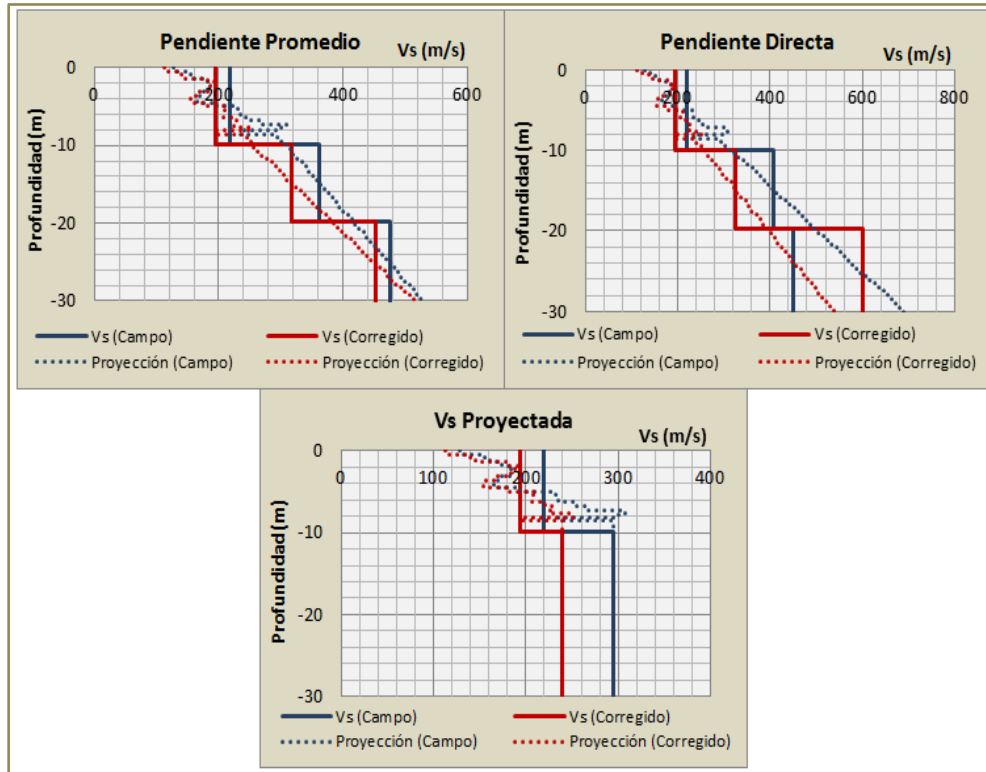 Pendiente Promedio
Vs (m/s)
0
0
200
400
600
-10
-20
-30
Profundidad (m)
Vs (Campo)
Vs (Corregido)
Proyección (Campo)
Proyección (Corregido)
Pendiente Directa
Vs (m/s)
0
0
200
400
600
800
-10
-20
-30
Profundidad (m)
Vs (Campo)
Vs (Corregido)
Proyección (Campo)
Proyección (Corregido)
Vs Proyectada
Vs (m/s)
0
0
100
200
300
400
-10
-20
-30
Profundidad (m)
Vs (Campo)
Vs (Corregido)
Proyección (Campo)
Proyección (Corregido)